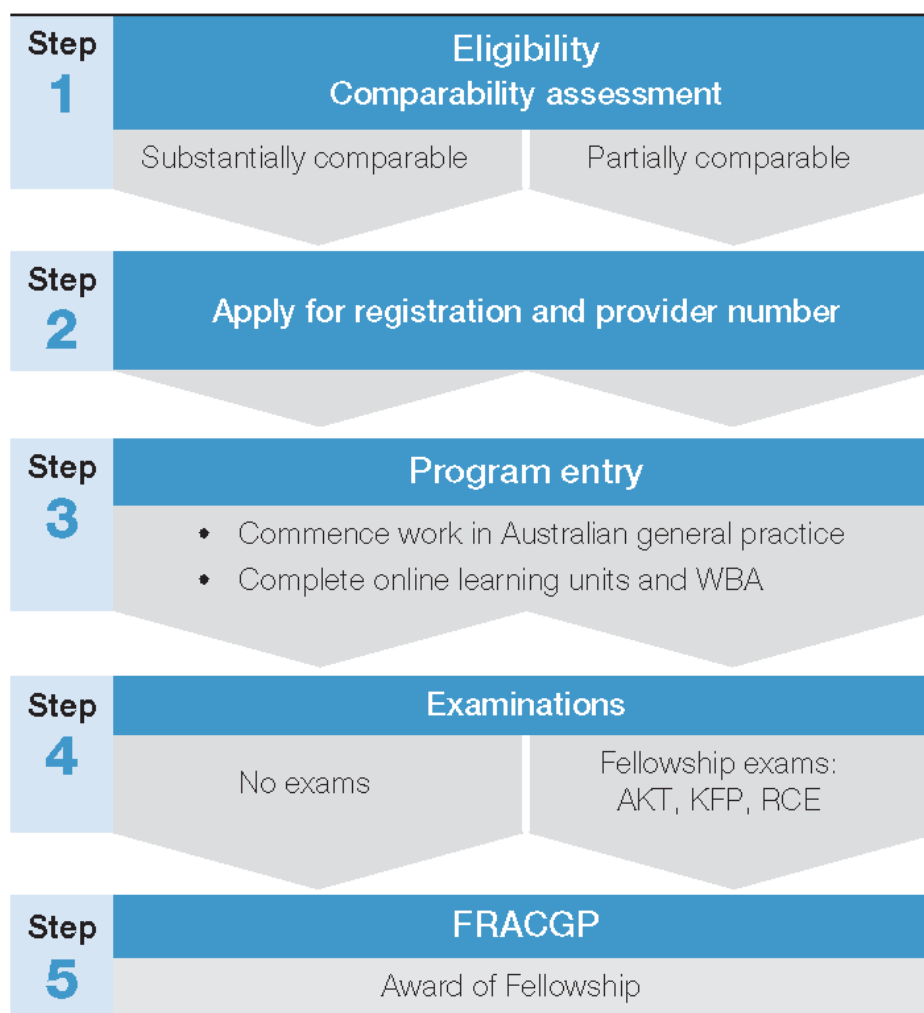 Step
1
Eligibility
Comparability assessment
Substantially comparable
Partially comparable
Step
2
Apply for registration and provider number
Step
3
Program entry
• Commence work in Australian general practice
• Complete online learning units and WBA
Step
4
Examinations
No exams
Fellowship exams:
AKT, KFP, RCE
Step
5
FRACGP
Award of Fellowship